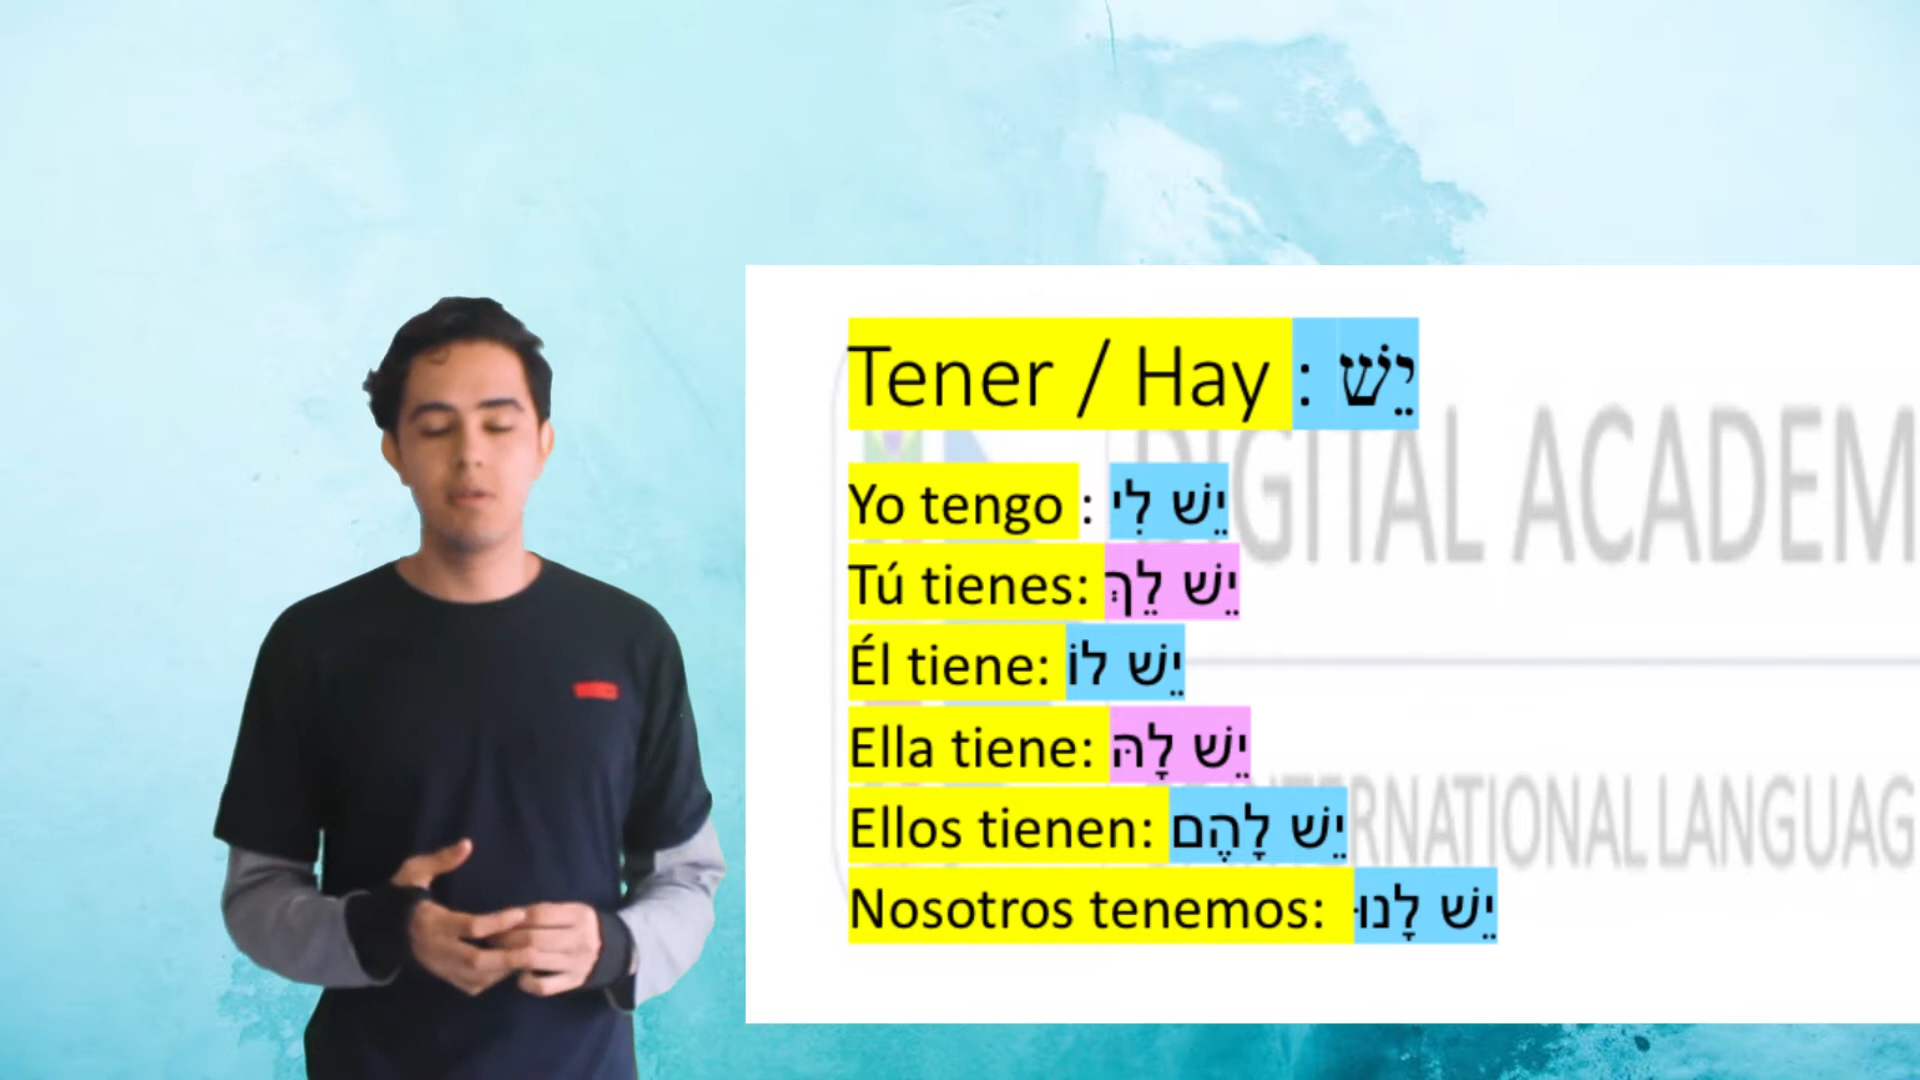 Tener / Hay : יֵשׁ
Yo tengo : יֵשׁ לִי
Tú tienes: יֵשׁ לֵךְ
Él tiene: יֵשׁ לוֹ
Ella tiene: יֵשׁ לָהּ
Ellos tienen: יֵשׁ לָהֶם
Nosotros tenemos: יֵשׁ לָנוּ
DIGITAL ACADEM
INTERNATIONAL LANGUAG